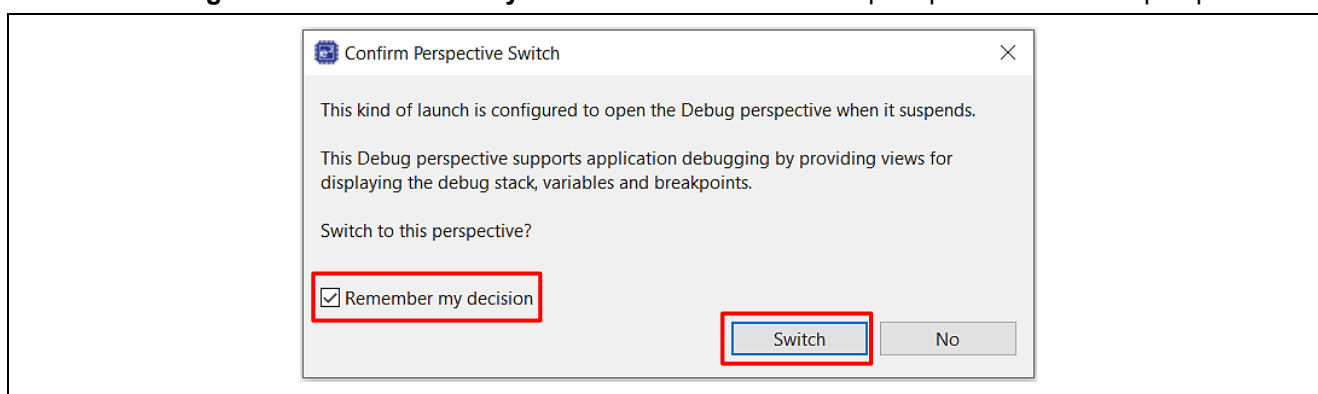 Confirm Perspective Switch
This kind of launch is configured to open the Debug perspective when it suspends.
This Debug perspective supports application debugging by providing views for
displaying the debug stack, variables and breakpoints.
Switch to this perspective?
Remember my decision
Switch No